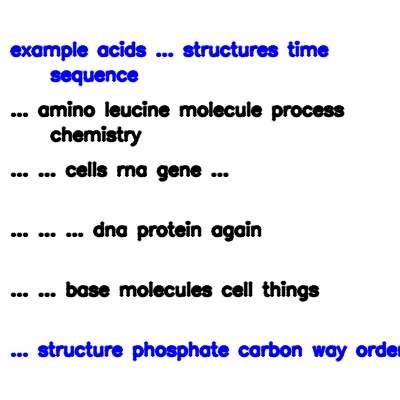 example acids ... structures time
sequence
... amino leucine molecule process
chemistry
... ... cells rna gene ...
... ... ... dna protein again
... ... base molecules cell things
... structure phosphate carbon way order